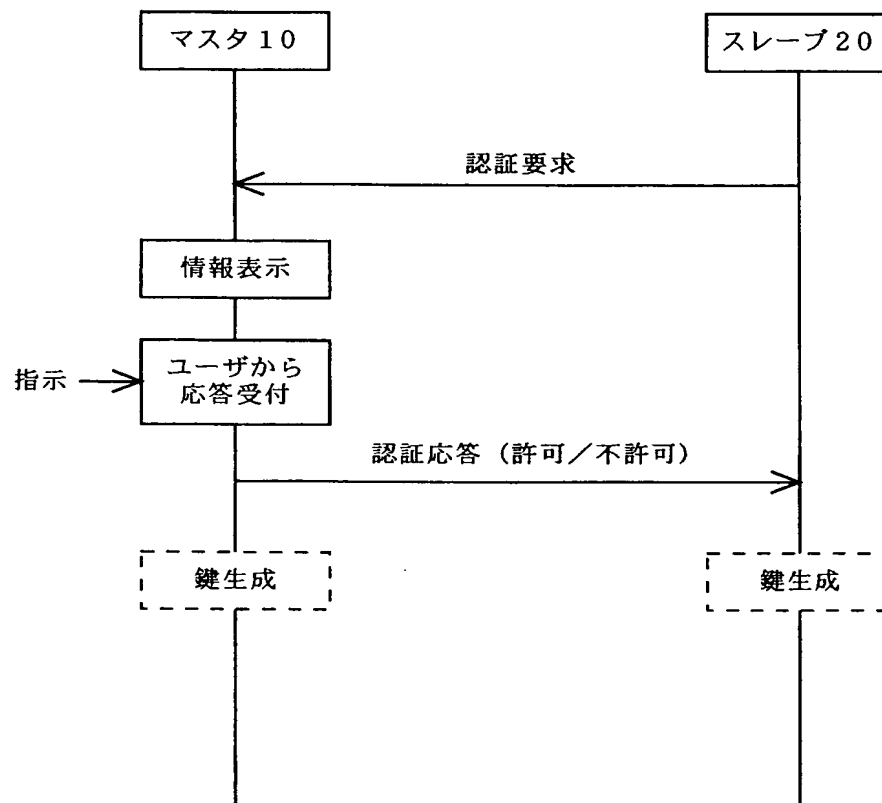 マスタ１０
スレーブ２０
認証要求
情報表示
指示
ユーザから
応答受付
認証応答（許可／不許可）
鍵生成
鍵生成